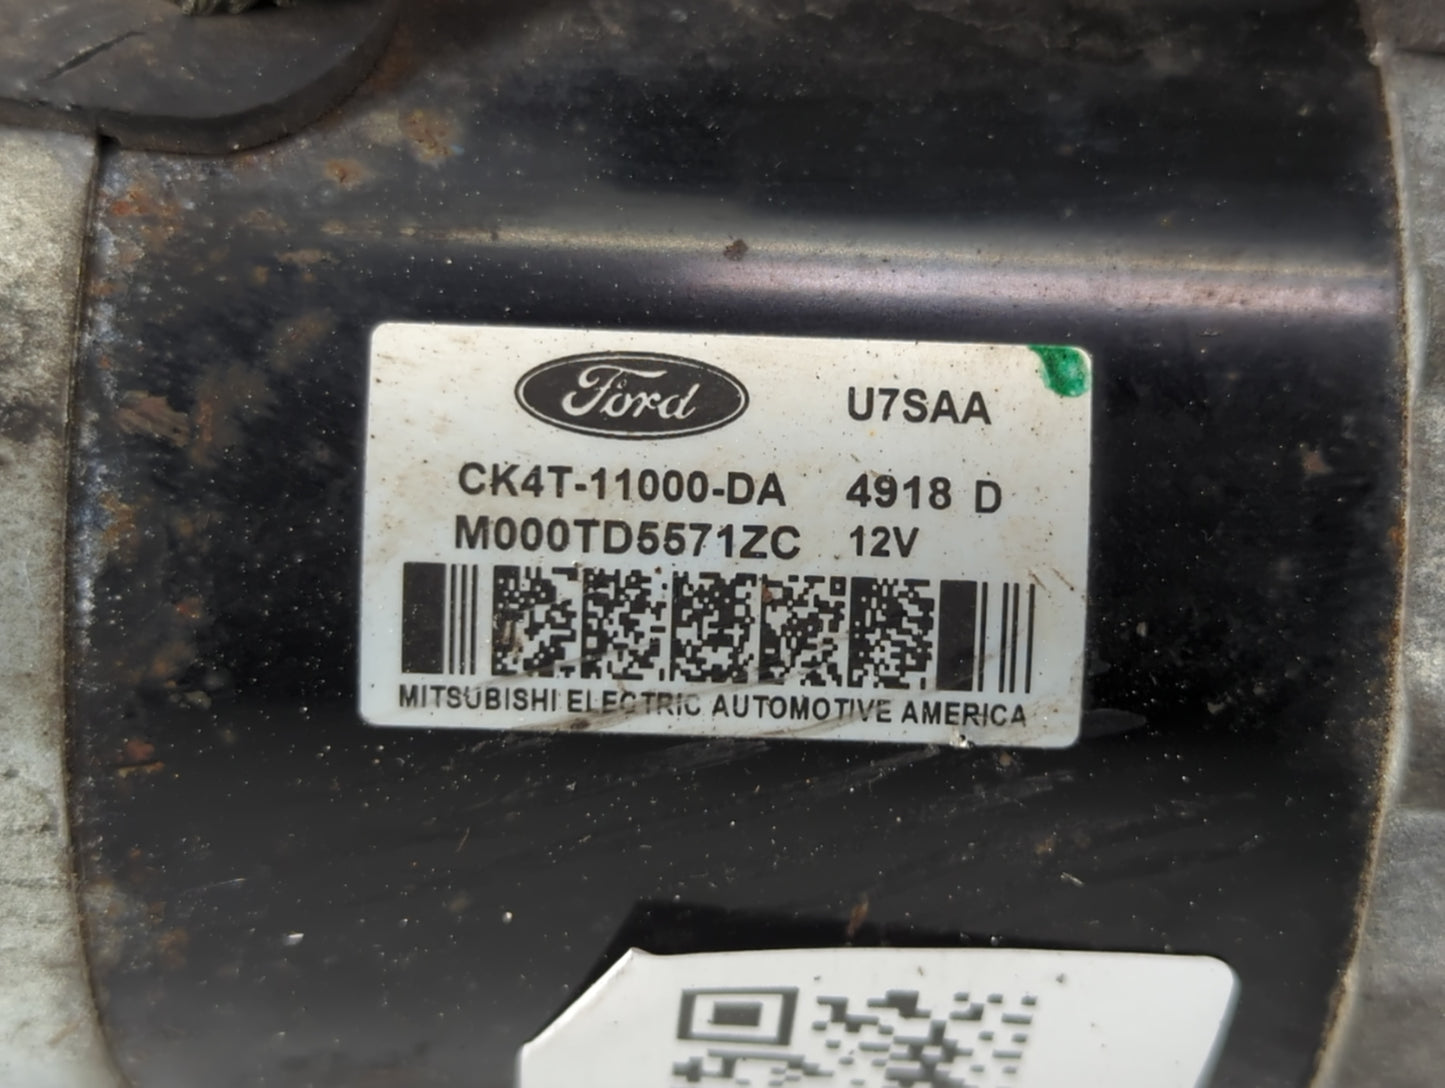 Ford U7SAA
CK4T-11000-DA 4918 D
M000TD5571ZC 12V
MITSUBISHI ELECTRIC AUTOMOTIVE AMERICA